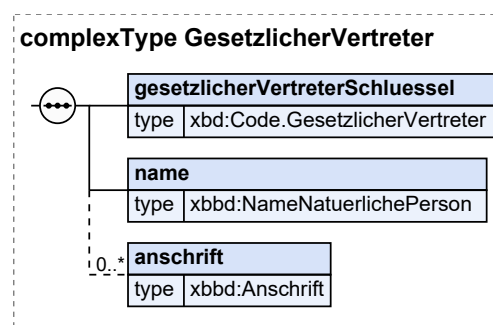 complexType GesetzlicherVertreter
gesetzlicherVertreterSchluessel
type xbd:Code.GesetzlicherVertreter
name
type xbbd:NameNatuerlichePerson
0..* anschrift
type xbbd:Anschrift